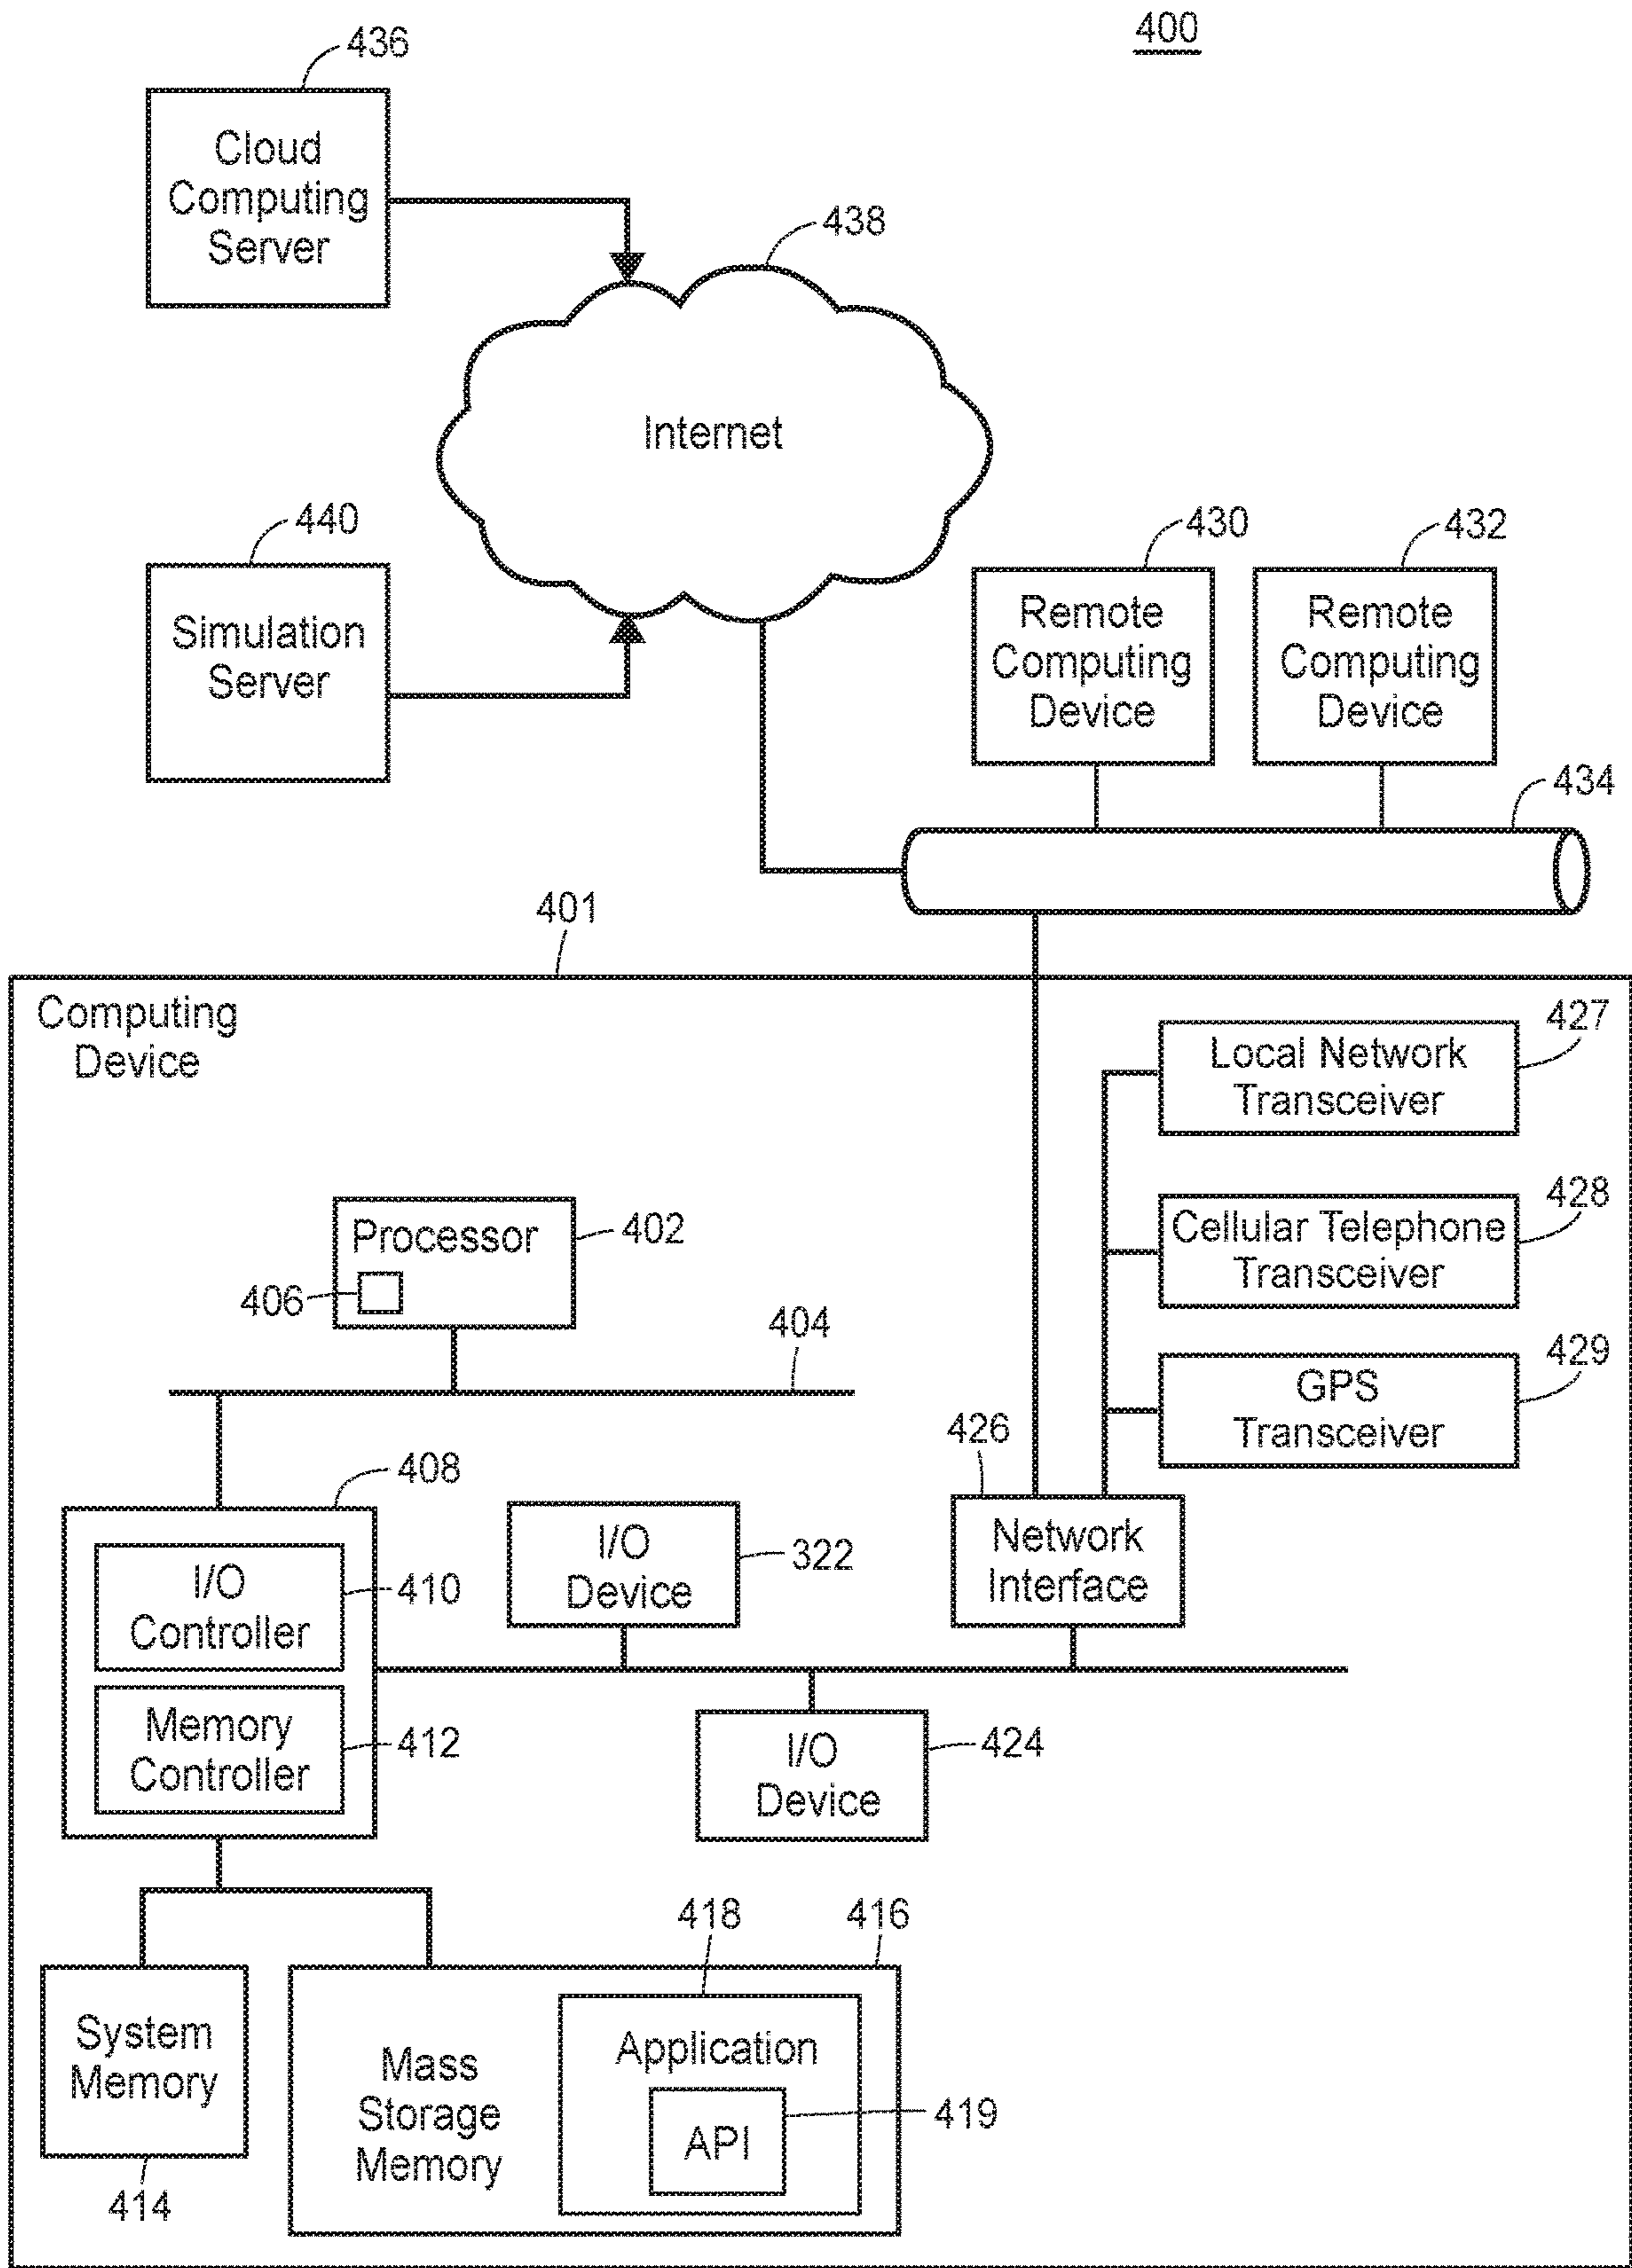 400
436
Cloud
Computing
Server
438
Internet
440
Simulation
Server
430
Remote
Computing
Device
432
Remote
Computing
Device
434
401
Computing
Device
427
Local Network
Transceiver
428
Cellular Telephone
Transceiver
429
GPS
Transceiver
Processor
402
406
404
426
Network
Interface
408
I/O
Controller
410
Memory
Controller
412
I/O
Device
322
I/O
Device
424
System
Memory
414
418
416
Mass
Storage
Memory
Application
API
419